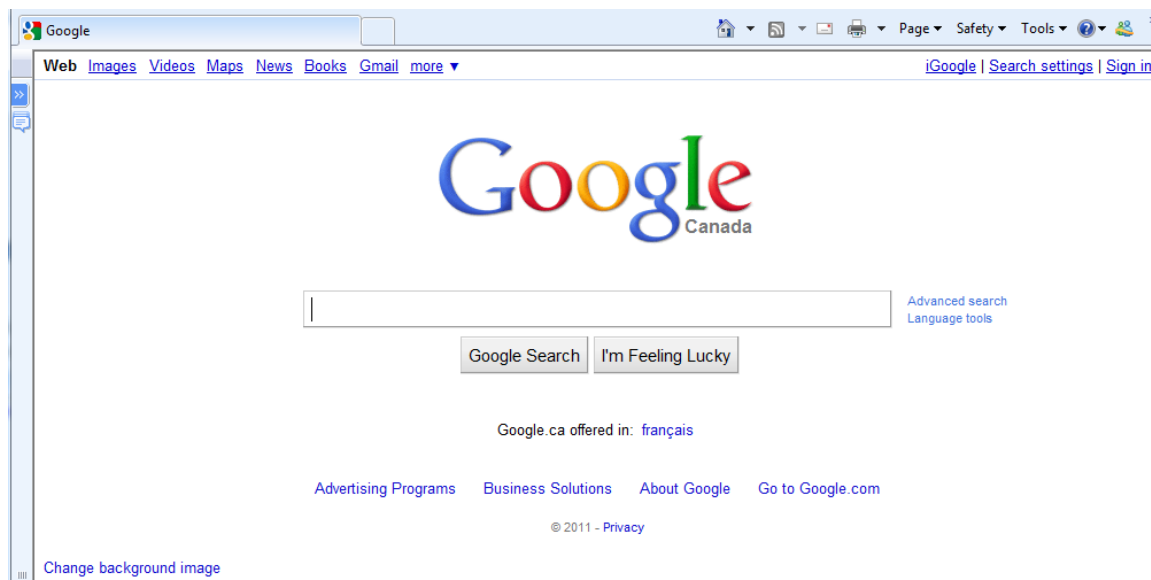 Google
Page Safety Tools
Web Images Videos Maps News Books Gmail more ▼
iGoogle | Search settings | Sign in
Google
Canada
Advanced search
Language tools
Google Search I'm Feeling Lucky
Google.ca offered in: français
Advertising Programs Business Solutions About Google Go to Google.com
© 2011 - Privacy
Change background image